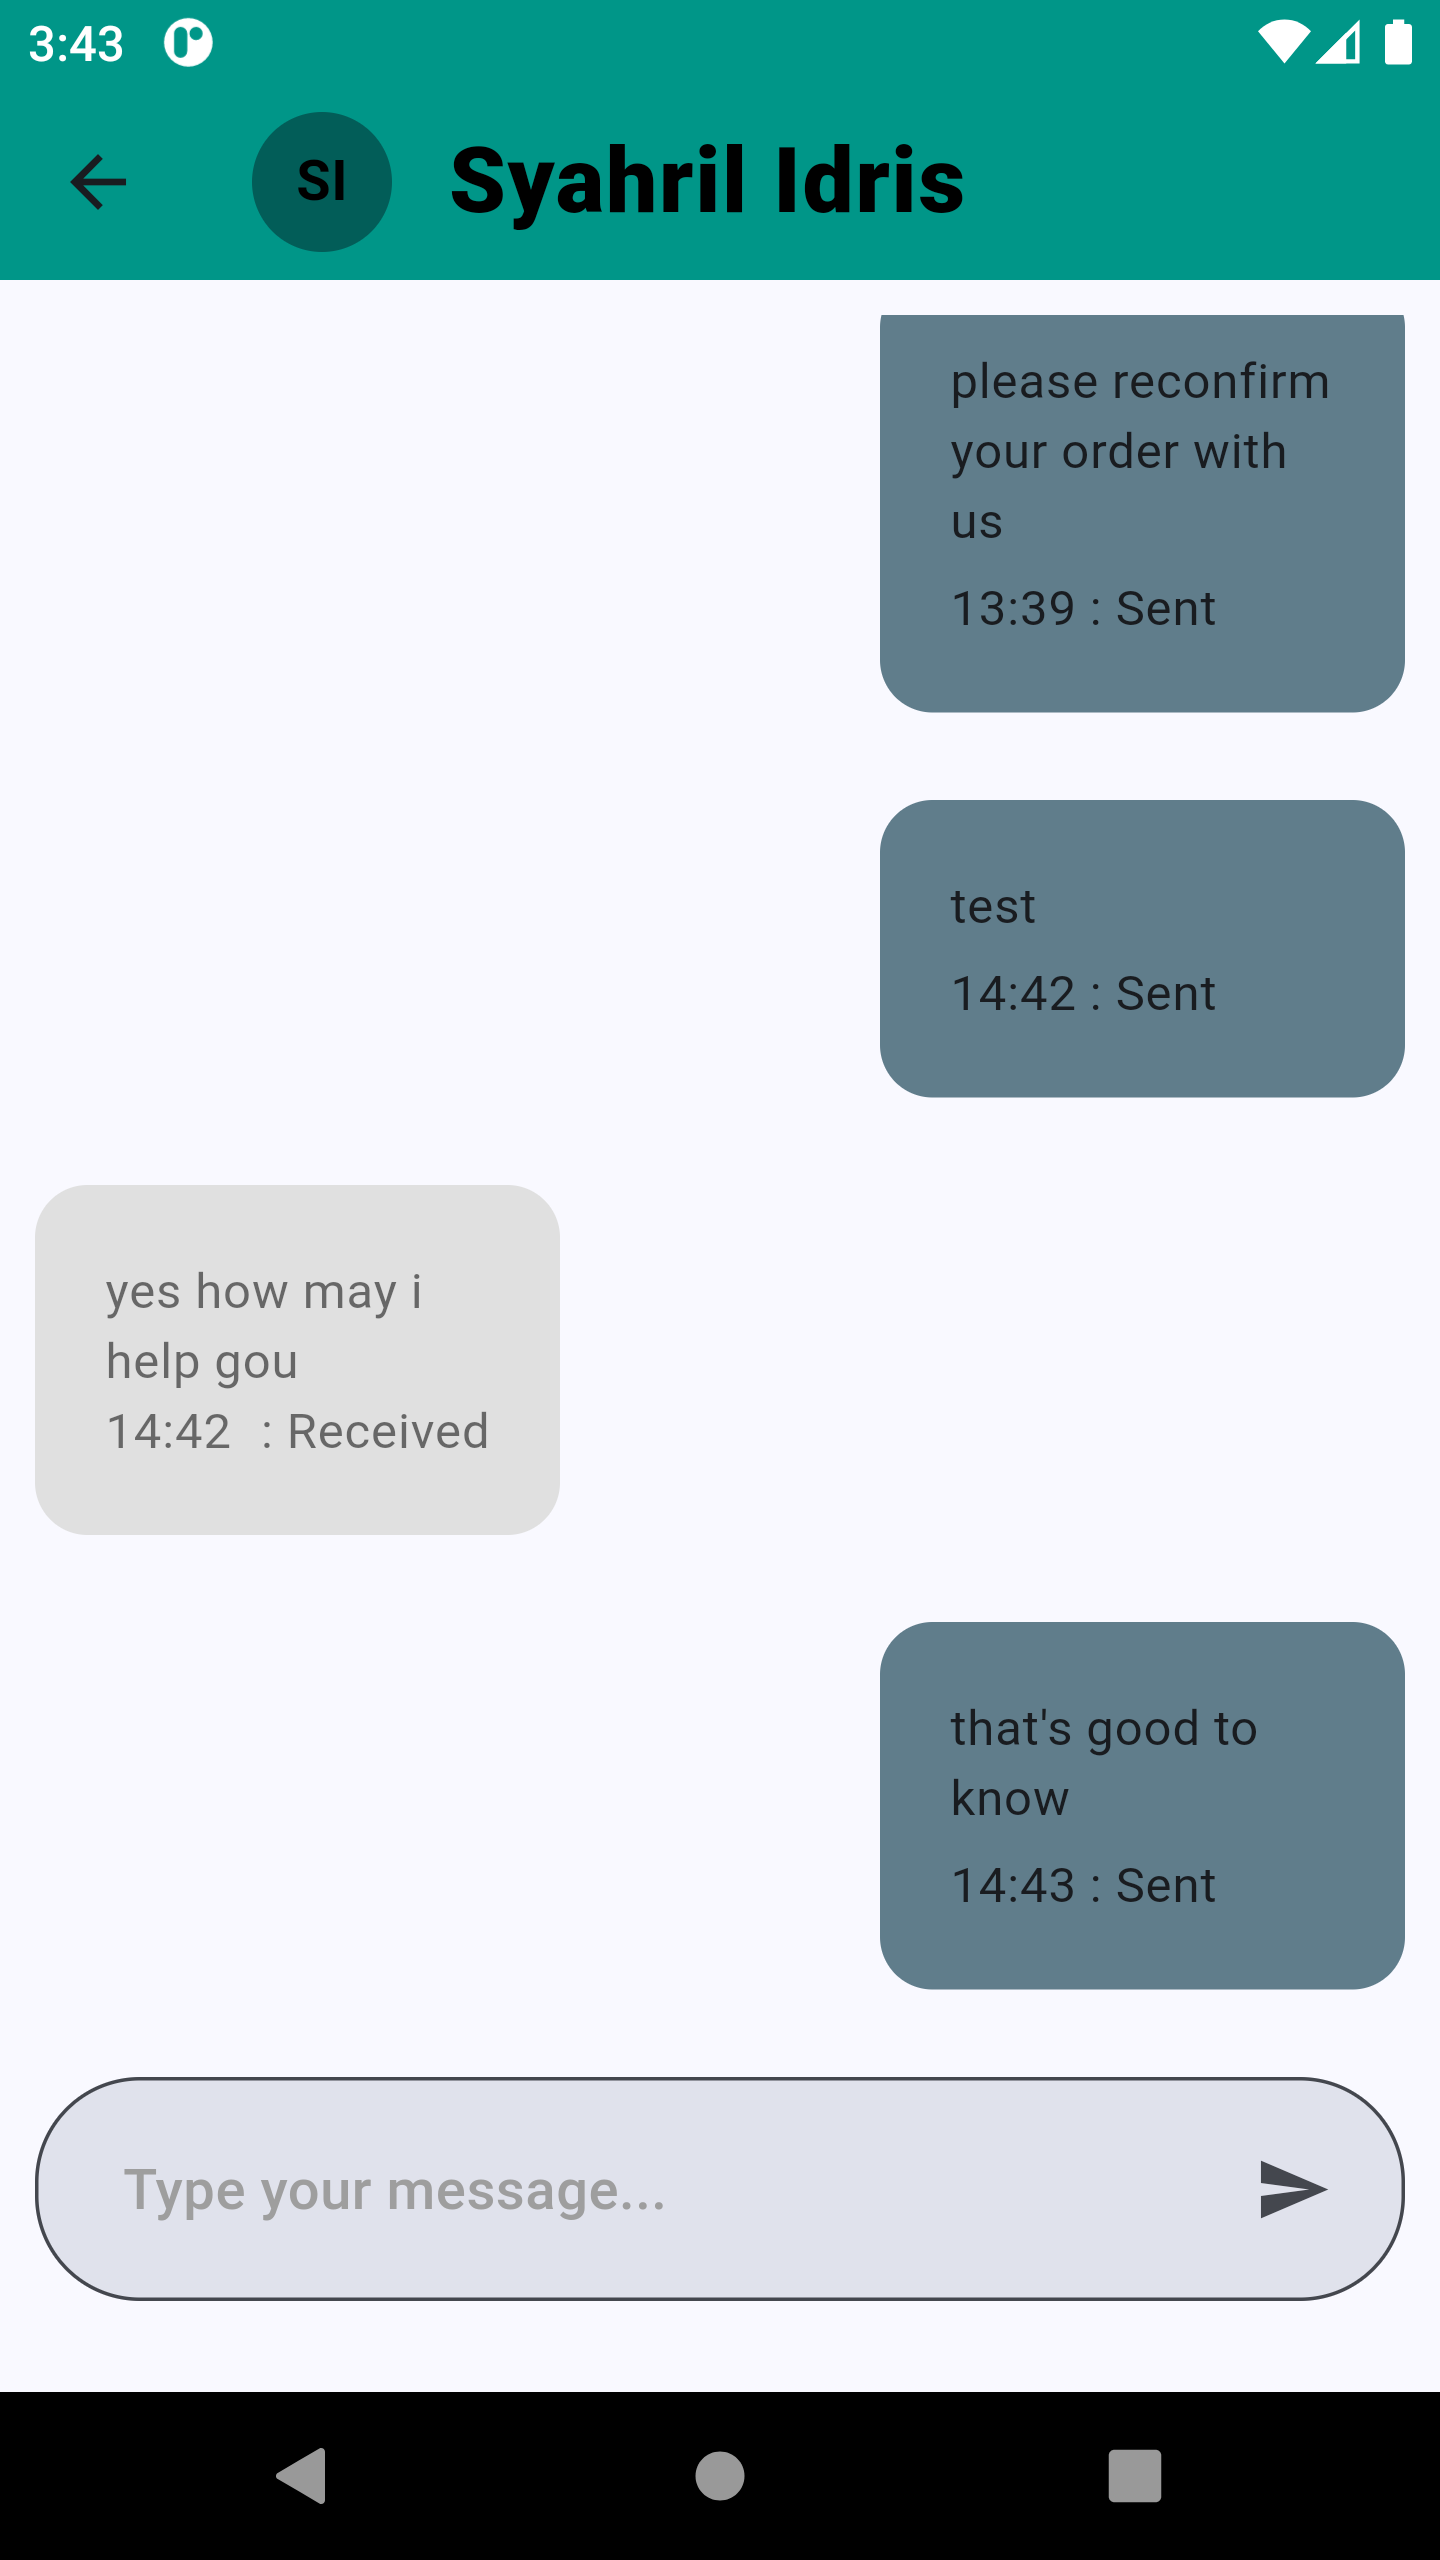 3:43
SI
Syahril Idris
please reconfirm
your order with
us
13:39 : Sent
test
14:42 : Sent
yes how may i
help gou
14:42  : Received
that's good to
know
14:43 : Sent
Type your message...